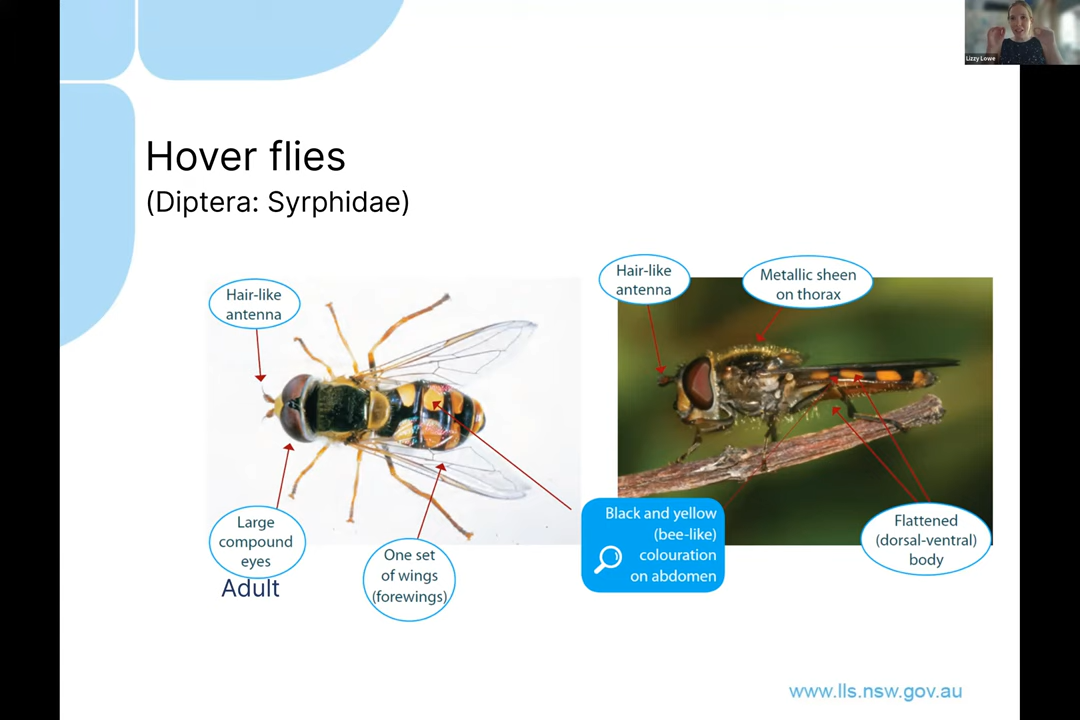 Lizzy Lowe
Hover flies
(Diptera: Syrphidae)
Hair-like
antenna
Hair-like
antenna
Metallic sheen
on thorax
Large
compound
eyes
Adult
One set
of wings
(forewings)
Black and yellow
(bee-like)
colouration
on abdomen
Flattened
(dorsal-ventral)
body
www.lls.nsw.gov.au